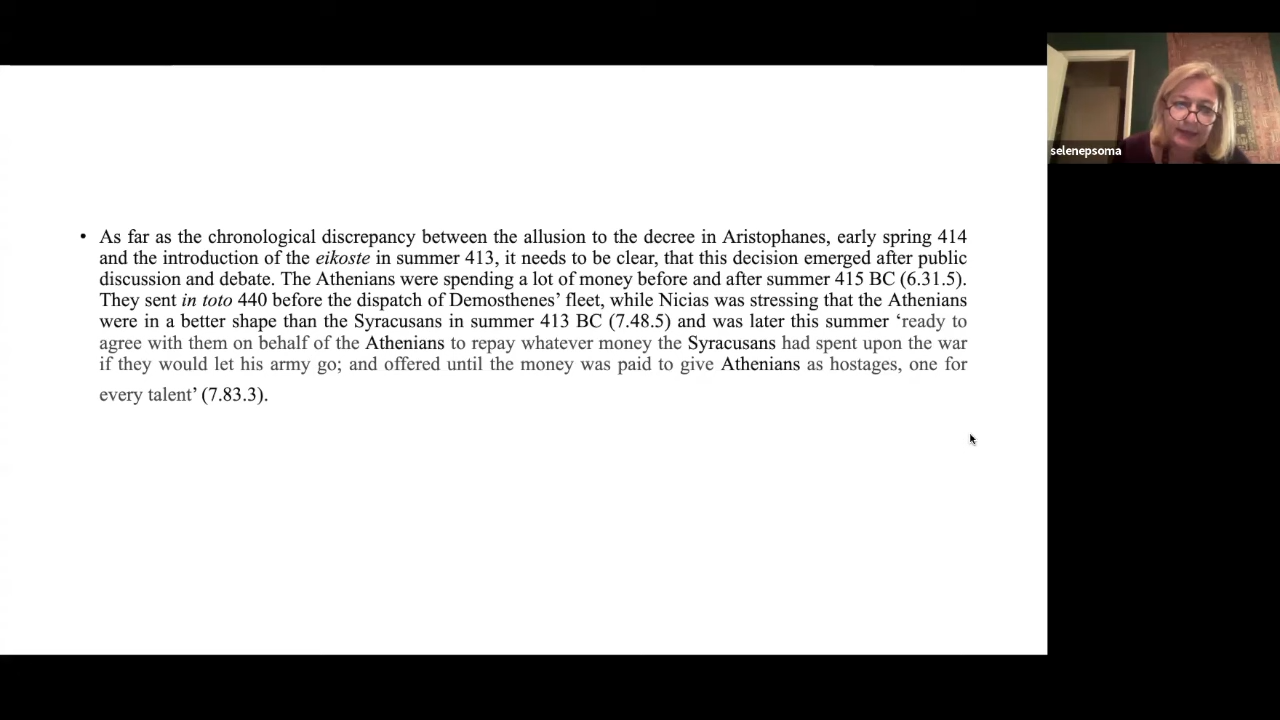 • As far as the chronological discrepancy between the allusion to the decree in Aristophanes, early spring 414
and the introduction of the eikoste in summer 413, it needs to be clear, that this decision emerged after public
discussion and debate. The Athenians were spending a lot of money before and after summer 415 BC (6.31.5).
They sent in toto 440 before the dispatch of Demosthenes’ fleet, while Nicias was stressing that the Athenians
were in a better shape than the Syracusans in summer 413 BC (7.48.5) and was later this summer ‘ready to
agree with them on behalf of the Athenians to repay whatever money the Syracusans had spent upon the war
if they would let his army go; and offered until the money was paid to give Athenians as hostages, one for
every talent’ (7.83.3).
selenepsoma